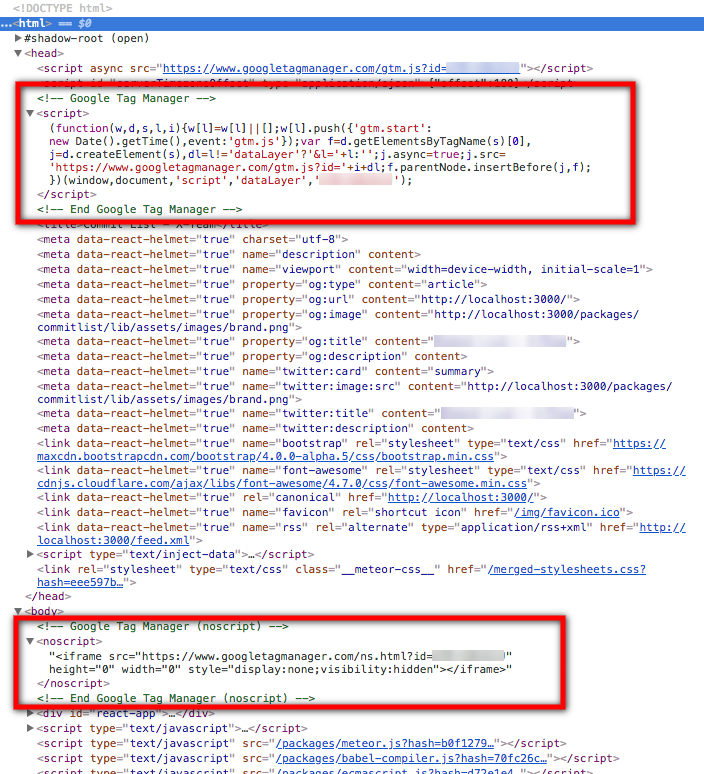 <!DOCTYPE html>
...<html> == $0
▶#shadow-root (open)
▼<head>
<script async src="https://www.googletagmanager.com/gtm.js?id= "></script>
<!-- Google Tag Manager -->
▼<script>
(function(w,d,s,l,i){w[l]=w[l]||[];w[l].push({'gtm.start':
new Date().getTime(),event:'gtm.js'});var f=d.getElementsByTagName(s)[0],
j=d.createElement(s),dl=l!='dataLayer'?'&l='+l:'';j.async=true;j.src=
'https://www.googletagmanager.com/gtm.js?id='+i+dl;f.parentNode.insertBefore(j,f);
})(window,document,'script','dataLayer',' ');
</script>
<!-- End Google Tag Manager -->
<title>Commit List - X-Team</title>
<meta data-react-helmet="true" charset="utf-8">
<meta data-react-helmet="true" name="description" content>
<meta data-react-helmet="true" name="viewport" content="width=device-width, initial-scale=1">
<meta data-react-helmet="true" property="og:type" content="article">
<meta data-react-helmet="true" property="og:url" content="http://localhost:3000/">
<meta data-react-helmet="true" property="og:image" content="http://localhost:3000/packages/
commitlist/lib/assets/images/brand.png">
<meta data-react-helmet="true" property="og:title" content=" ">
<meta data-react-helmet="true" property="og:description" content>
<meta data-react-helmet="true" name="twitter:card" content="summary">
<meta data-react-helmet="true" name="twitter:image:src" content="http://localhost:3000/packages/
commitlist/lib/assets/images/brand.png">
<meta data-react-helmet="true" name="twitter:title" content=" ">
<meta data-react-helmet="true" name="twitter:description" content>
<link data-react-helmet="true" name="bootstrap" rel="stylesheet" type="text/css" href="https://
maxcdn.bootstrapcdn.com/bootstrap/4.0.0-alpha.5/css/bootstrap.min.css">
<link data-react-helmet="true" name="font-awesome" rel="stylesheet" type="text/css" href="https://
cdnjs.cloudflare.com/ajax/libs/font-awesome/4.7.0/css/font-awesome.min.css">
<link data-react-helmet="true" rel="canonical" href="http://localhost:3000/">
<link data-react-helmet="true" name="favicon" rel="shortcut icon" href="/img/favicon.ico">
<link data-react-helmet="true" name="rss" rel="alternate" type="application/rss+xml" href="http://
localhost:3000/feed.xml">
▶<script type="text/inject-data">…</script>
<link rel="stylesheet" type="text/css" class="__meteor-css__" href="/merged-stylesheets.css?
hash=eee597b…">
</head>
▼<body>
<!-- Google Tag Manager (noscript) -->
▼<noscript>
"<iframe src="https://www.googletagmanager.com/ns.html?id= "
height="0" width="0" style="display:none;visibility:hidden"></iframe>"
</noscript>
<!-- End Google Tag Manager (noscript) -->
▶<div id="react-app">…</div>
▶<script type="text/javascript">…</script>
<script type="text/javascript" src="/packages/meteor.js?hash=b0f1279…"></script>
<script type="text/javascript" src="/packages/babel-compiler.js?hash=70fc26c…"></script>
<script type="text/javascript" src="/packages/ecmascript.js?hash=d72e1e4…"></script>